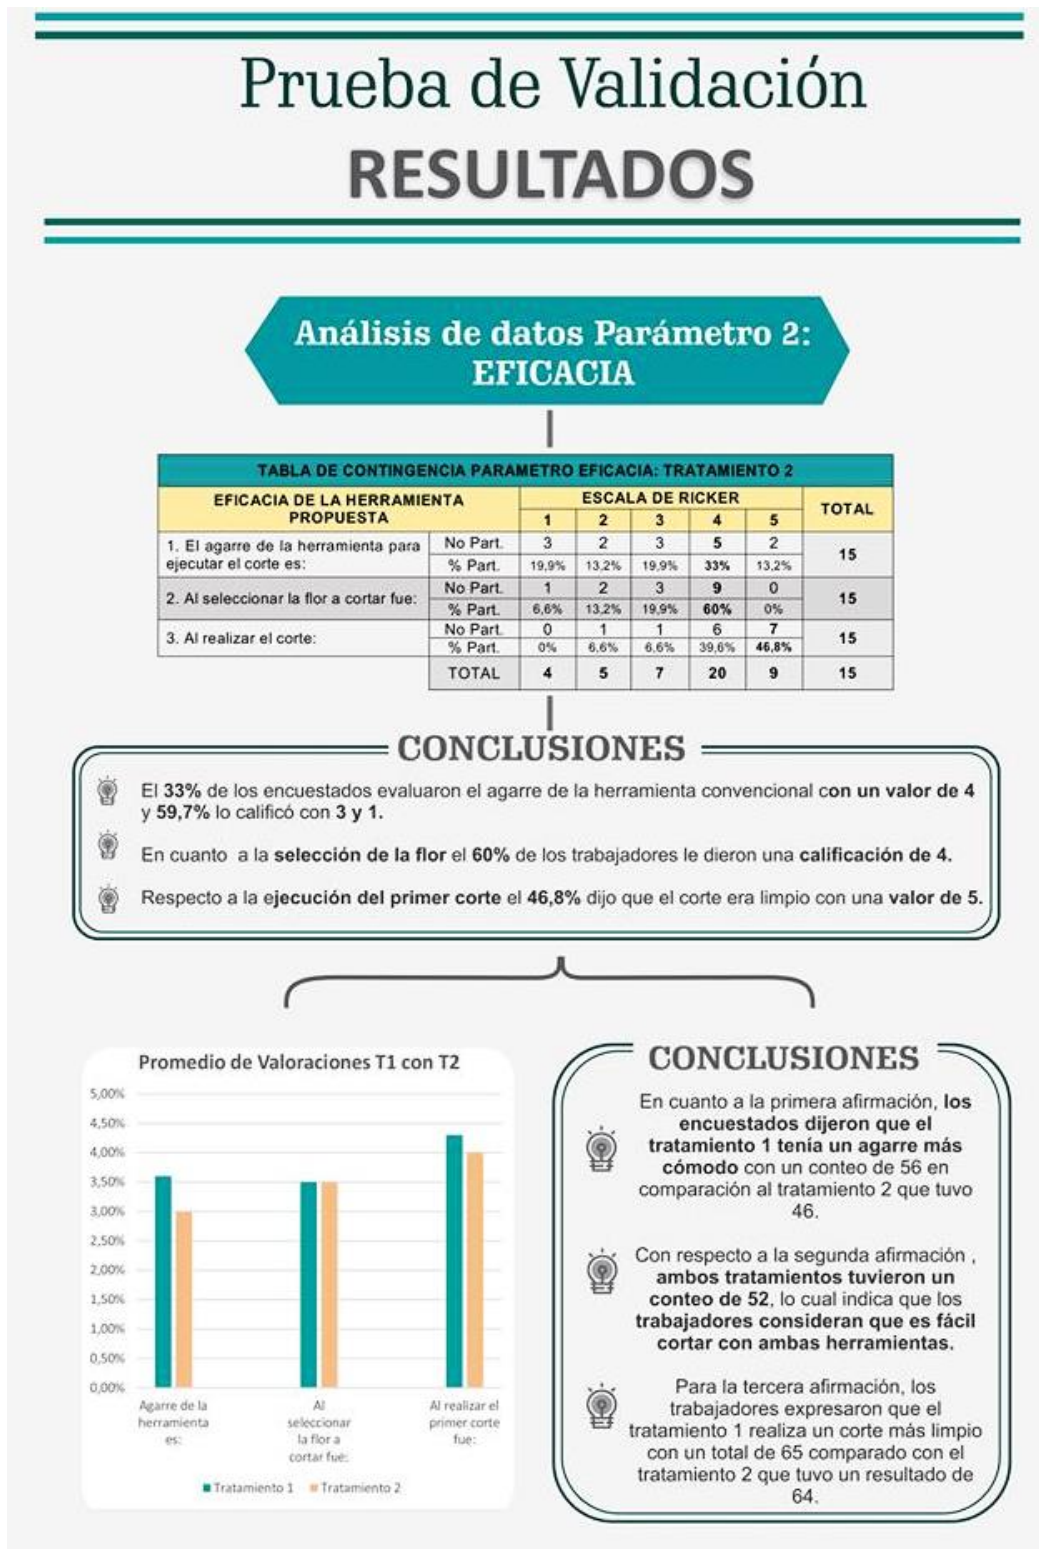 Prueba de Validación
RESULTADOS
Análisis de datos Parámetro 2:
EFICACIA
TABLA DE CONTINGENCIA PARAMETRO EFICACIA: TRATAMIENTO 2
EFICACIA DE LA HERRAMIENTA PROPUESTA ESCALA DE RICKER TOTAL
1 2 3 4 5
1. El agarre de la herramienta para ejecutar el corte es: No Part. 3 2 3 5 2 15
% Part. 19,9% 13,2% 19,9% 33% 13,2%
2. Al seleccionar la flor a cortar fue: No Part. 1 2 3 9 0 15
% Part. 6,6% 13,2% 19,9% 60% 0%
3. Al realizar el corte: No Part. 0 1 1 6 7 15
% Part. 0% 6,6% 6,6% 39,6% 46,8%
TOTAL 4 5 7 20 9 15
CONCLUSIONES
El 33% de los encuestados evaluaron el agarre de la herramienta convencional con un valor de 4
y 59,7% lo calificó con 3 y 1.
En cuanto a la selección de la flor el 60% de los trabajadores le dieron una calificación de 4.
Respecto a la ejecución del primer corte el 46,8% dijo que el corte era limpio con una valor de 5.
Promedio de Valoraciones T1 con T2
5,00%
4,50%
4,00%
3,50%
3,00%
2,50%
2,00%
1,50%
1,00%
0,50%
0,00%
Agarre de la
herramienta
es:
Al
seleccionar
la flor a
cortar fue:
Al realizar el
primer corte
fue:
Tratamiento 1 Tratamiento 2
CONCLUSIONES
En cuanto a la primera afirmación, los
encuestados dijeron que el
tratamiento 1 tenía un agarre más
cómodo con un conteo de 56 en
comparación al tratamiento 2 que tuvo
46.
Con respecto a la segunda afirmación ,
ambos tratamientos tuvieron un
conteo de 52, lo cual indica que los
trabajadores consideran que es fácil
cortar con ambas herramientas.
Para la tercera afirmación, los
trabajadores expresaron que el
tratamiento 1 realiza un corte más limpio
con un total de 65 comparado con el
tratamiento 2 que tuvo un resultado de
64.